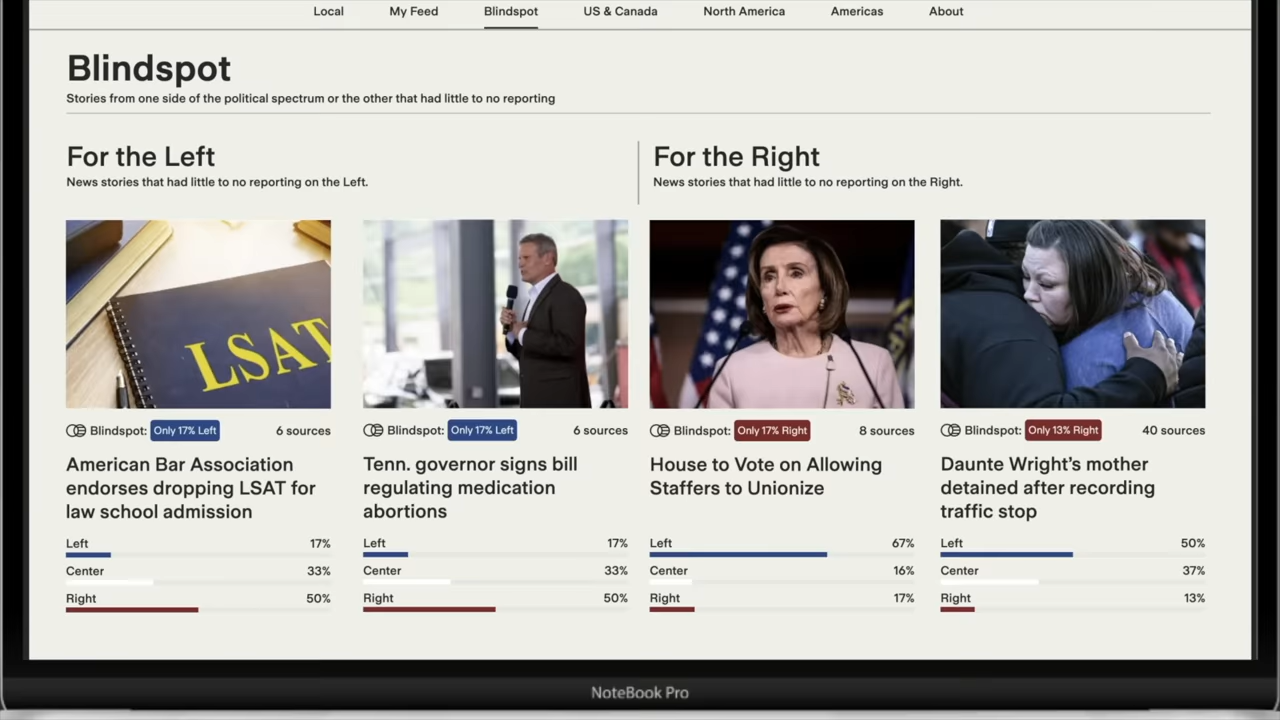 Local My Feed Blindspot US & Canada North America Americas About
Blindspot
Stories from one side of the political spectrum or the other that had little to no reporting
For the Left
News stories that had little to no reporting on the Left.
For the Right
News stories that had little to no reporting on the Right.
LSAT
Blindspot: Only 17% Left 6 sources
American Bar Association
endorses dropping LSAT for
law school admission
Left 17%
Center 33%
Right 50%
Blindspot: Only 17% Left 6 sources
Tenn. governor signs bill
regulating medication
abortions
Left 17%
Center 33%
Right 50%
Blindspot: Only 17% Right 8 sources
House to Vote on Allowing
Staffers to Unionize
Left 67%
Center 16%
Right 17%
Blindspot: Only 13% Right 40 sources
Daunte Wright’s mother
detained after recording
traffic stop
Left 50%
Center 37%
Right 13%
NoteBook Pro